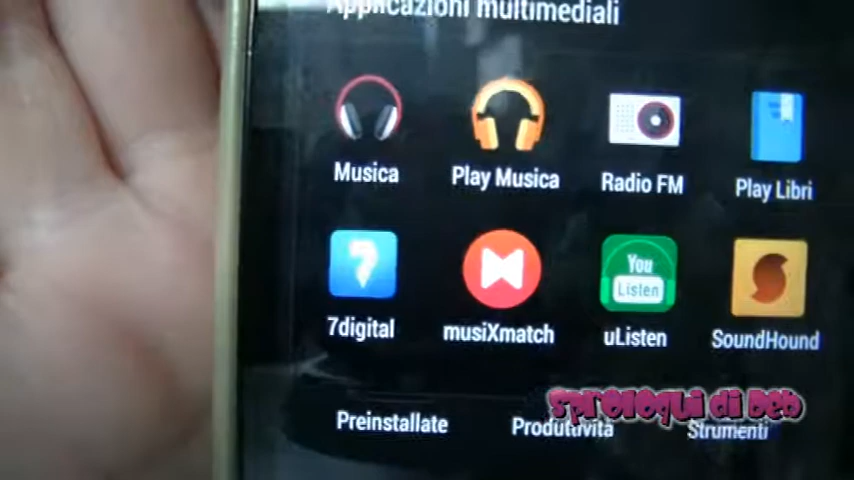 Applicazioni multimediali
Musica
Play Musica
Radio FM
Play Libri
7
You
Listen
7digital
musiXmatch
uListen
SoundHound
sproloqui di Deb
Preinstallate
Produttività
Strumenti